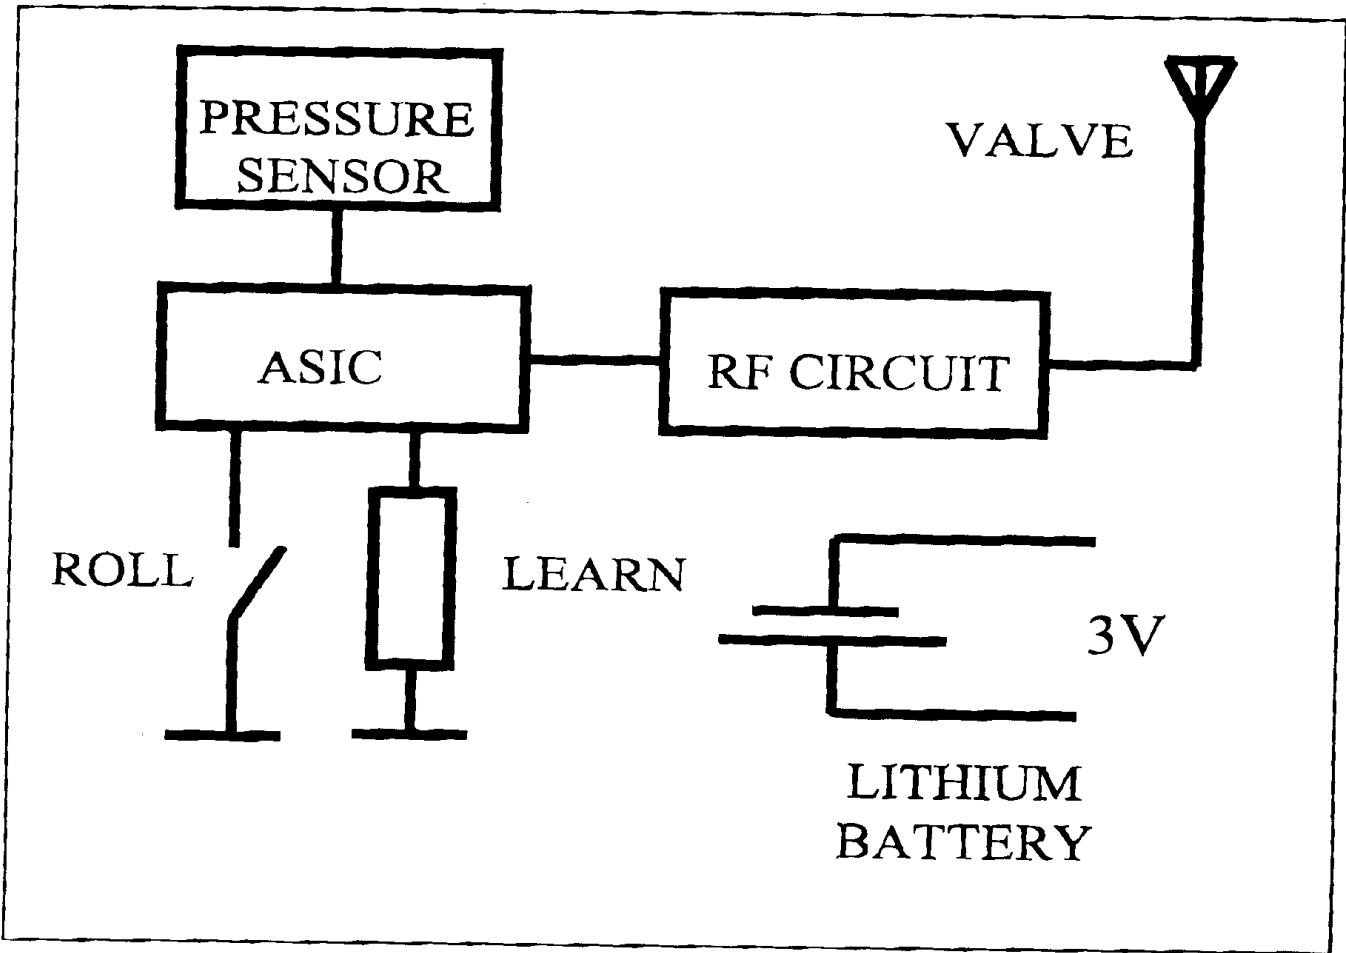 PRESSURE
SENSOR
VALVE
ASIC
RF CIRCUIT
ROLL
LEARN
3V
LITHIUM
BATTERY